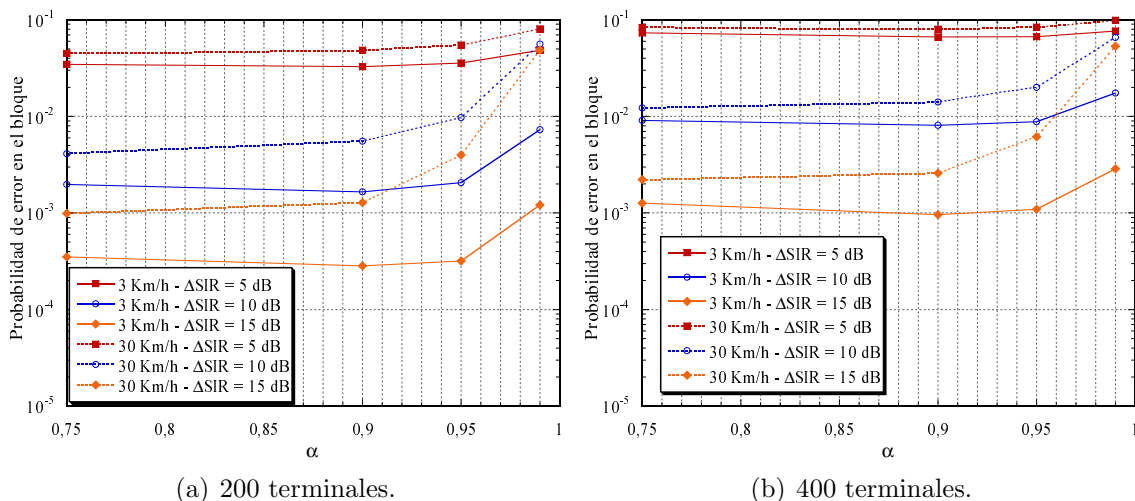 Probabilidad de error en el bloque
10⁻¹
10⁻²
10⁻³
10⁻⁴
10⁻⁵
3 Km/h - ΔSIR = 5 dB
3 Km/h - ΔSIR = 10 dB
3 Km/h - ΔSIR = 15 dB
30 Km/h - ΔSIR = 5 dB
30 Km/h - ΔSIR = 10 dB
30 Km/h - ΔSIR = 15 dB
0,75 0,8 0,85 0,9 0,95 1
α
(a) 200 terminales.
Probabilidad de error en el bloque
10⁻¹
10⁻²
10⁻³
10⁻⁴
10⁻⁵
3 Km/h - ΔSIR = 5 dB
3 Km/h - ΔSIR = 10 dB
3 Km/h - ΔSIR = 15 dB
30 Km/h - ΔSIR = 5 dB
30 Km/h - ΔSIR = 10 dB
30 Km/h - ΔSIR = 15 dB
0,75 0,8 0,85 0,9 0,95 1
α
(b) 400 terminales.